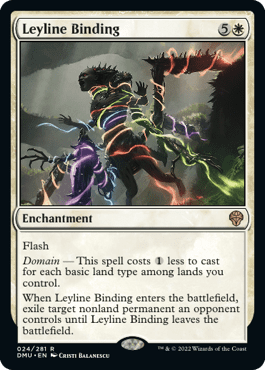 Leyline Binding 5
Enchantment
Flash
Domain — This spell costs 1 less to
cast for each basic land type among lands you
control.
When Leyline Binding enters the battlefield,
exile target nonland permanent an opponent
controls until Leyline Binding leaves the
battlefield.
024/281 R
DMU • EN Cristi Balanescu
™ & © 2022 Wizards of the Coast